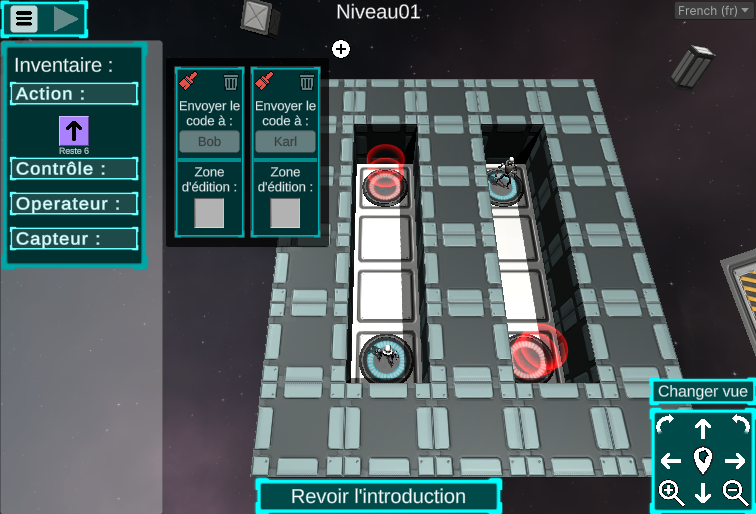 Niveau01
French (fr)
Inventaire :
Action :
Reste 6
Contrôle :
Operateur :
Capteur :
Envoyer le
code à :
Bob
Zone
d'édition :
Envoyer le
code à :
Karl
Zone
d'édition :
Changer vue
Revoir l'introduction